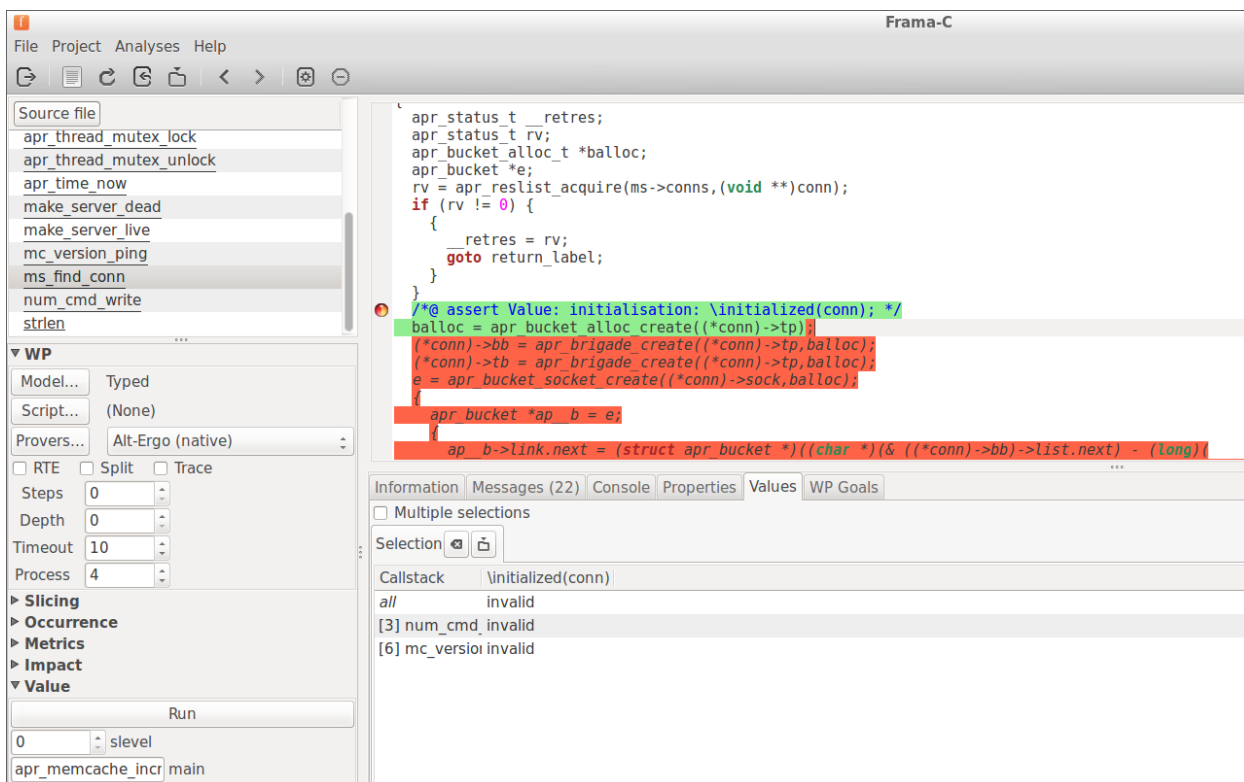 Frama-C
File Project Analyses Help
Source file
apr_thread_mutex_lock
apr_thread_mutex_unlock
apr_time_now
make_server_dead
make_server_live
mc_version_ping
ms_find_conn
num_cmd_write
strlen
WP
Model... Typed
Script... (None)
Provers... Alt-Ergo (native)
RTE Split Trace
Steps 0
Depth 0
Timeout 10
Process 4
Slicing
Occurrence
Metrics
Impact
Value
Run
0 slevel
apr_memcache_incr main
{
apr_status_t __retres;
apr_status_t rv;
apr_bucket_alloc_t *balloc;
apr_bucket *e;
rv = apr_reslist_acquire(ms->conns,(void **)conn);
if (rv != 0) {
{
__retres = rv;
goto return_label;
}
}
/*@ assert Value: initialisation: \initialized(conn); */
balloc = apr_bucket_alloc_create((*conn)->tp);
(*conn)->bb = apr_brigade_create((*conn)->tp,balloc);
(*conn)->tb = apr_brigade_create((*conn)->tp,balloc);
e = apr_bucket_socket_create((*conn)->sock,balloc);
{
apr_bucket *ap__b = e;
{
ap__b->link.next = (struct apr_bucket *)((char *)(& ((*conn)->bb)->list.next) - (long)(
Information Messages (22) Console Properties Values WP Goals
Multiple selections
Selection
Callstack \initialized(conn)
all invalid
[3] num_cmd_ invalid
[6] mc_version invalid